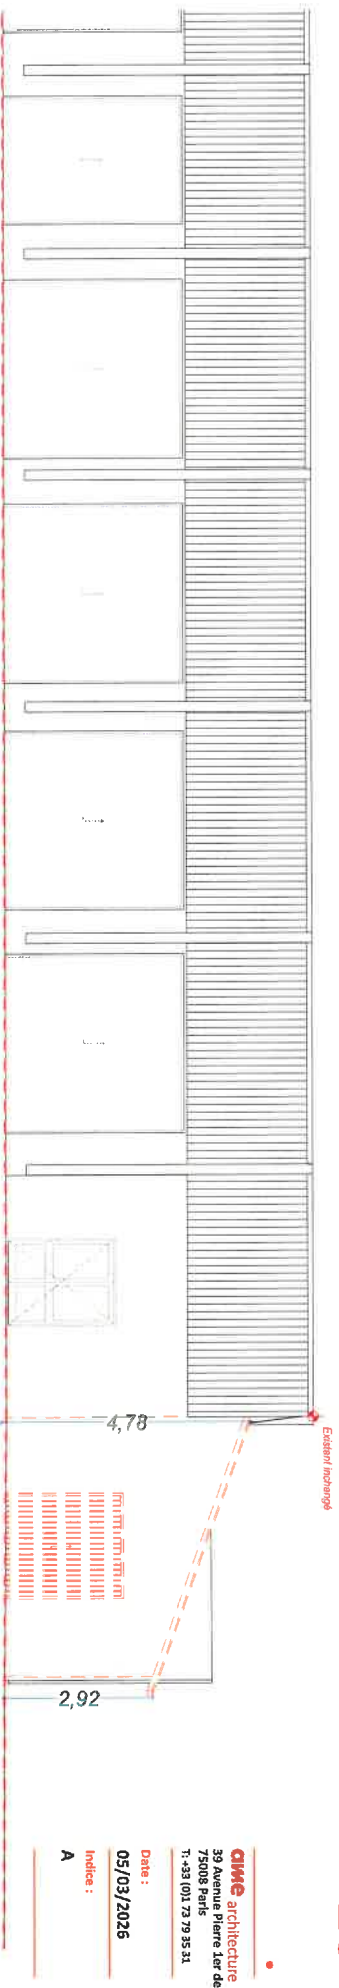 Existant inchangé
4,78
2,92
awe architecture
39 Avenue Pierre 1er de
75008 Paris
T: +33 (0)1 73 79 35 31
Date :
05/03/2026
Indice :
A